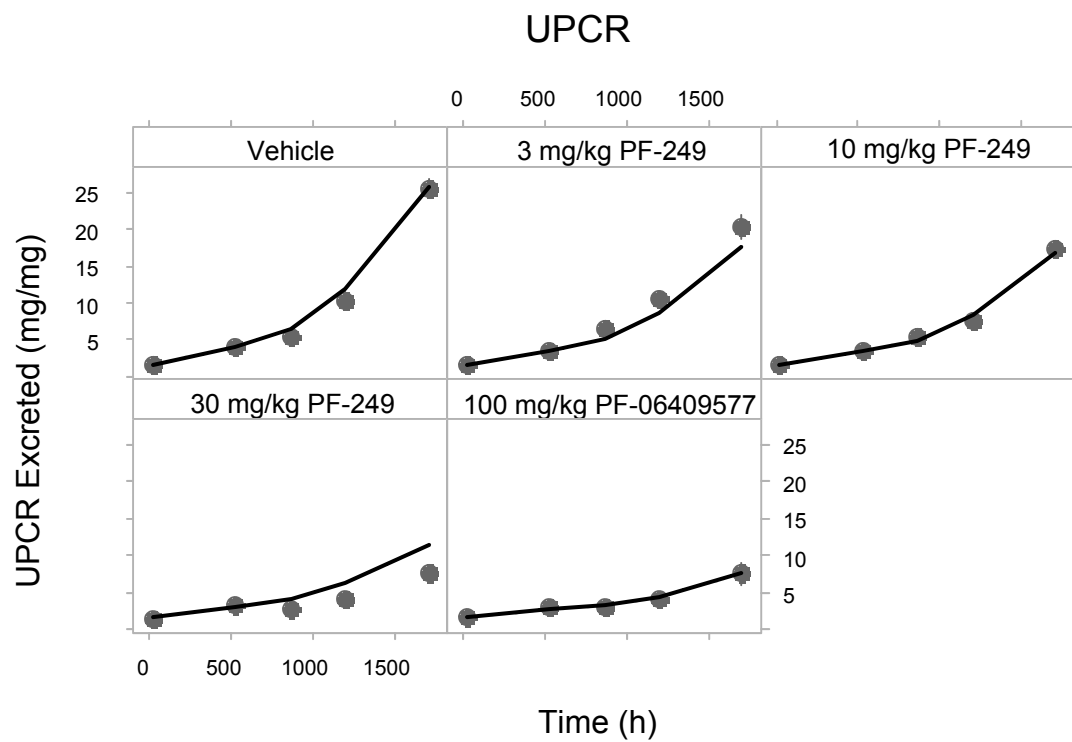 UPCR
0 500 1000 1500
Vehicle 3 mg/kg PF-249 10 mg/kg PF-249
25
20
15
10
5
UPCR Excreted (mg/mg)
30 mg/kg PF-249 100 mg/kg PF-06409577
25
20
15
10
5
0 500 1000 1500
Time (h)